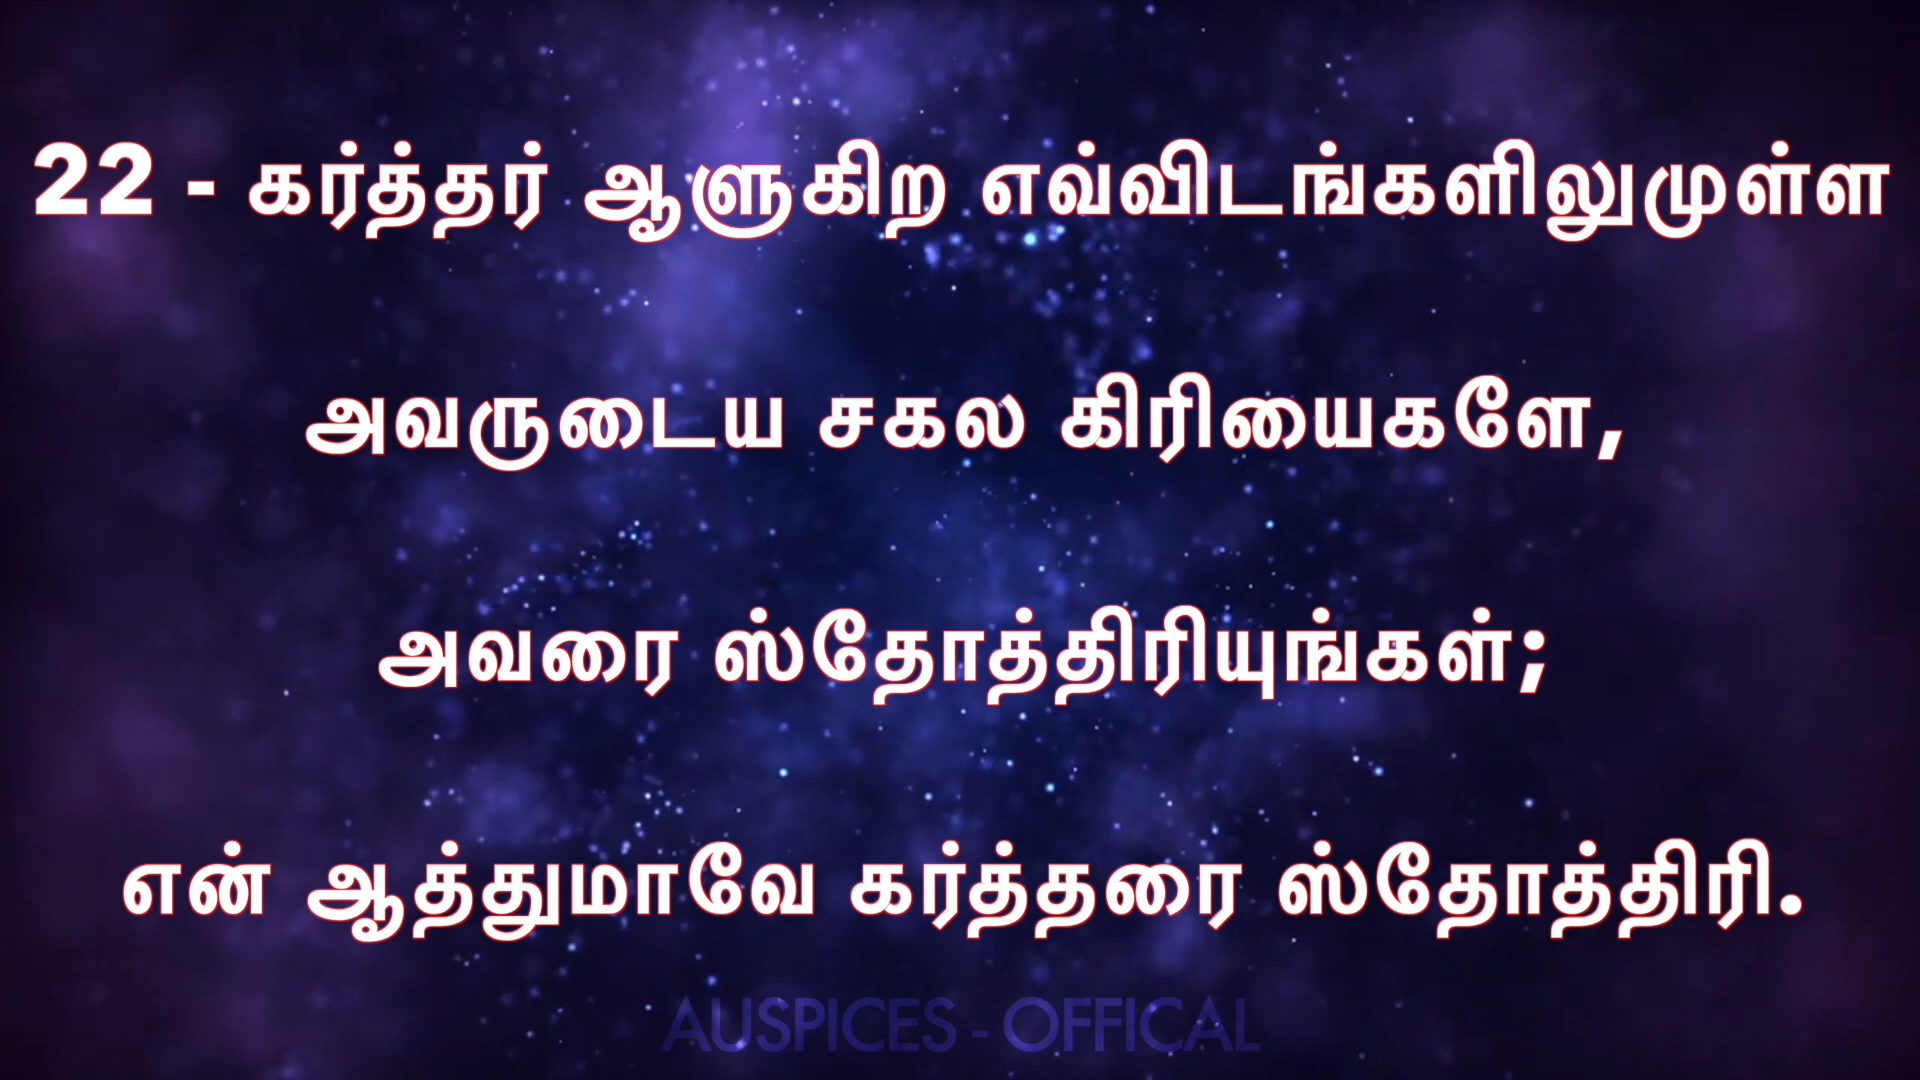 22 - கர்த்தர் ஆளுகிற எவ்விடங்களிலுமுள்ள
அவருடைய சகல கிரியைகளே,
அவரை ஸ்தோத்திரியுங்கள்;
என் ஆத்துமாவே கர்த்தரை ஸ்தோத்திரி.
AUSPICES - OFFICAL